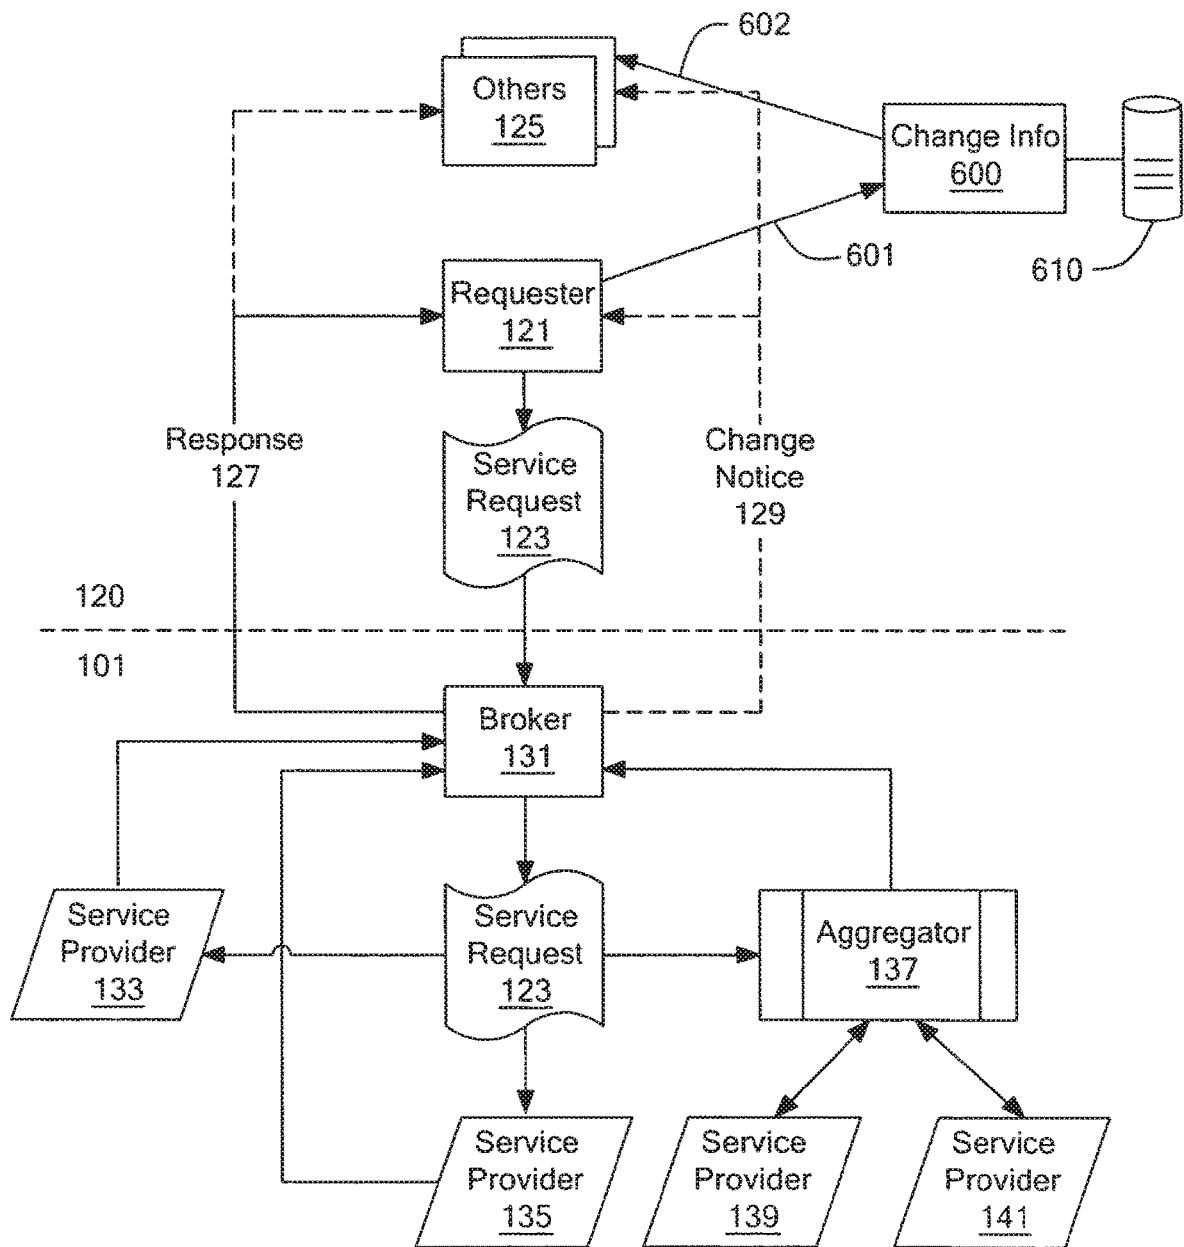 602
Others
125
Change Info
600
601
610
Requester
121
Response
127
Service
Request
123
Change
Notice
129
120
101
Broker
131
Service
Provider
133
Service
Request
123
Aggregator
137
Service
Provider
135
Service
Provider
139
Service
Provider
141